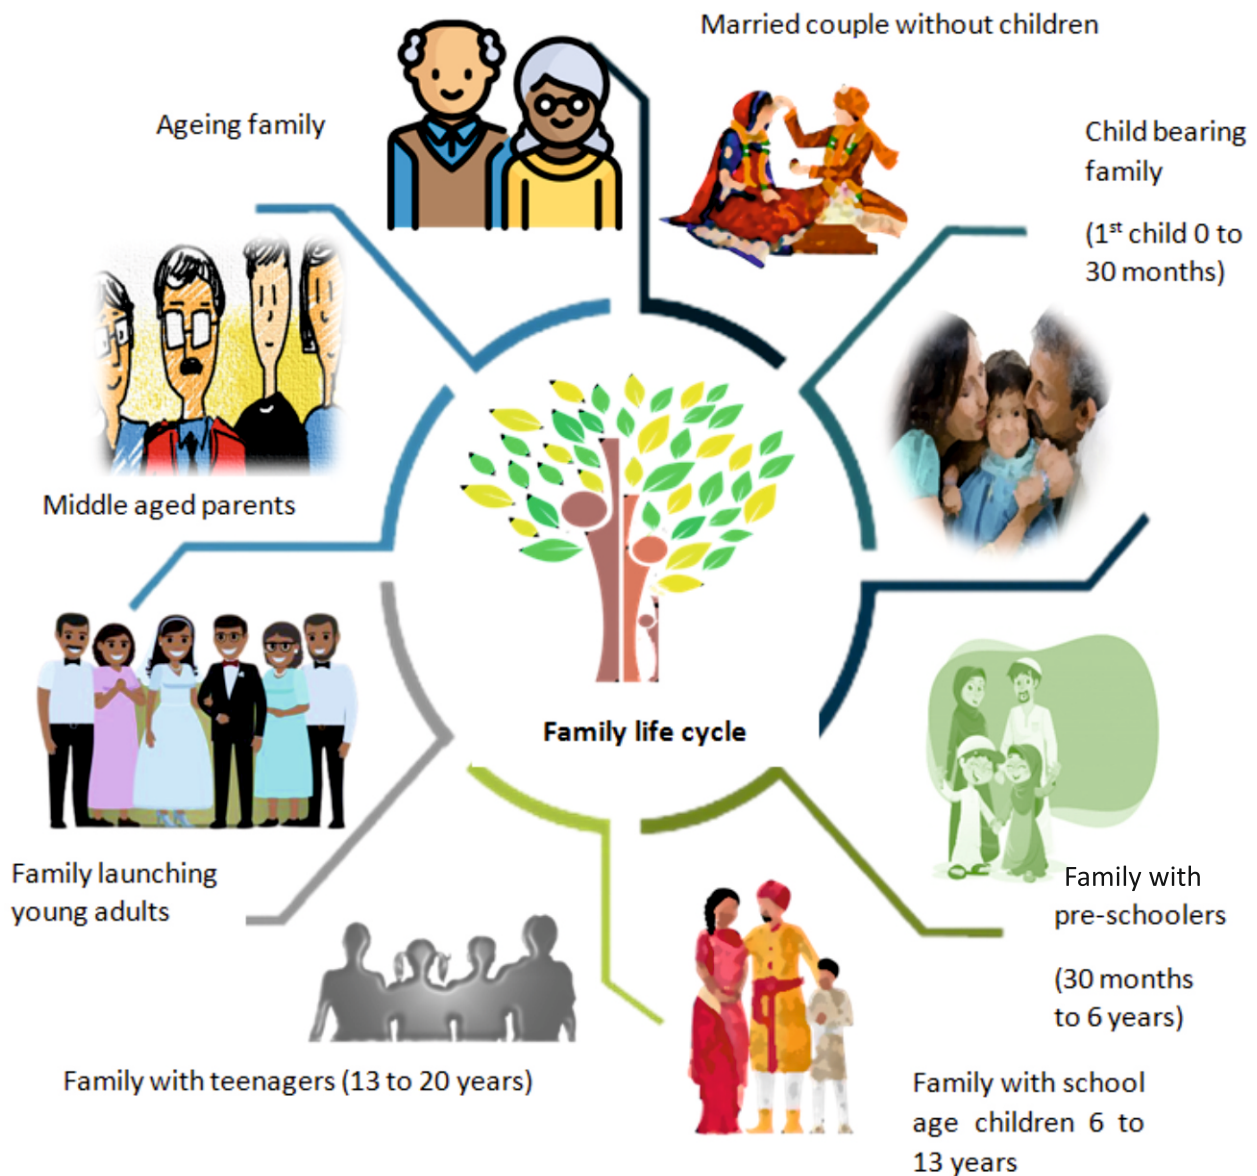 Married couple without children
Child bearing
family
(1st child 0 to
30 months)
Family with
pre-schoolers
(30 months
to 6 years)
Family with school
age children 6 to
13 years
Family with teenagers (13 to 20 years)
Family launching
young adults
Middle aged parents
Ageing family
Family life cycle